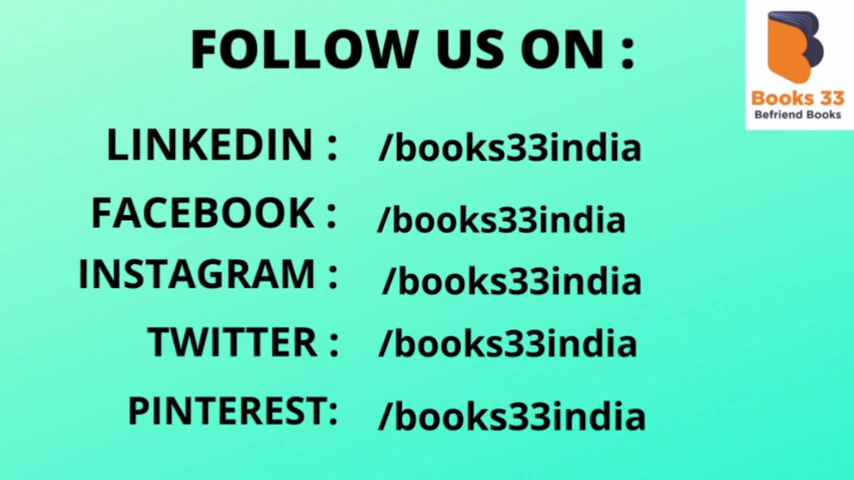 FOLLOW US ON :
Books 33
Befriend Books
LINKEDIN : /books33india
FACEBOOK : /books33india
INSTAGRAM : /books33india
TWITTER : /books33india
PINTEREST: /books33india